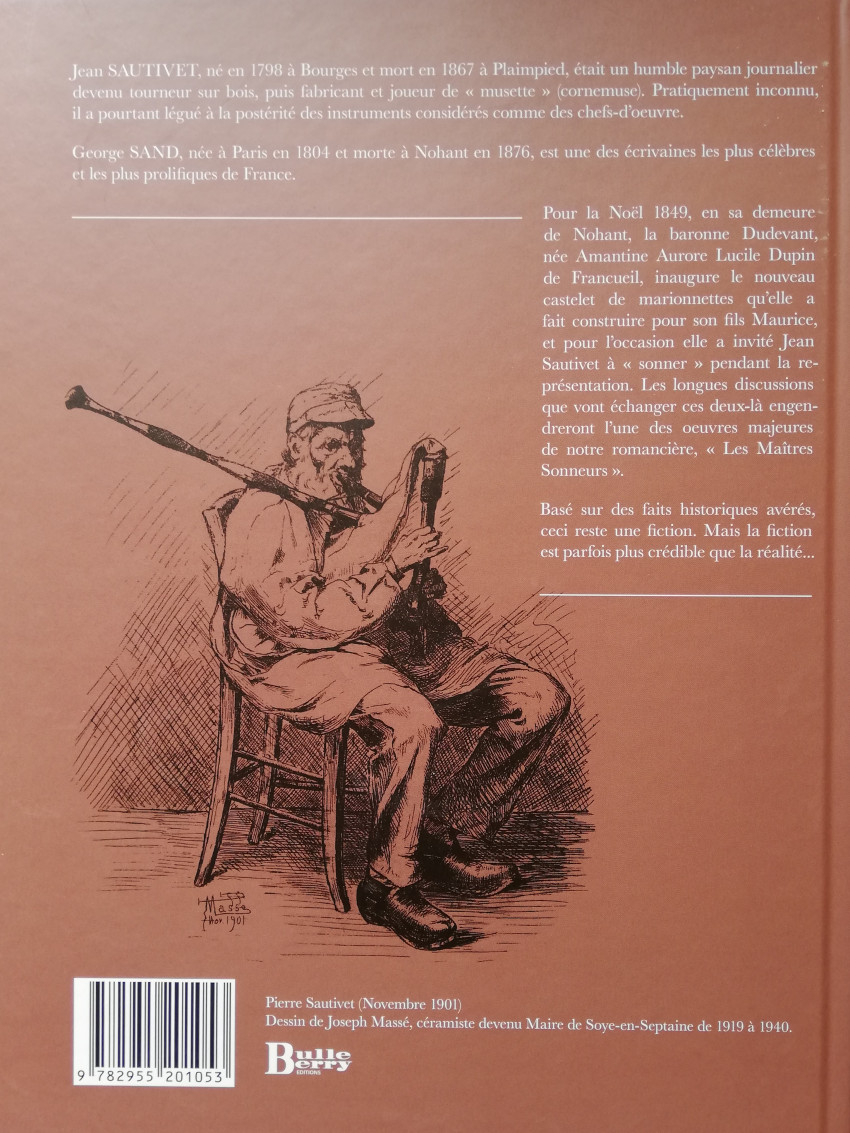 Jean SAUTIVET, né en 1798 à Bourges et mort en 1867 à Plaimpied, était un humble paysan journalier
devenu tourneur sur bois, puis fabricant et joueur de « musette » (cornemuse). Pratiquement inconnu,
il a pourtant légué à la postérité des instruments considérés comme des chefs-d'oeuvre.
George SAND, née à Paris en 1804 et morte à Nohant en 1876, est une des écrivaines les plus célèbres
et les plus prolifiques de France.
Pour la Noël 1849, en sa demeure
de Nohant, la baronne Dudevant,
née Amantine Aurore Lucile Dupin
de Francueil, inaugure le nouveau
castelet de marionnettes qu'elle a
fait construire pour son fils Maurice,
et pour l'occasion elle a invité Jean
Sautivet à « sonner » pendant la re-
présentation. Les longues discussions
que vont échanger ces deux-là engen-
dreront l'une des oeuvres majeures
de notre romancière, « Les Maîtres
Sonneurs ».
Basé sur des faits historiques avérés,
ceci reste une fiction. Mais la fiction
est parfois plus crédible que la réalité...
Massé
Nov. 1901
Pierre Sautivet (Novembre 1901)
Dessin de Joseph Massé, céramiste devenu Maire de Soye-en-Septaine de 1919 à 1940.
Bulle
Berry
EDITIONS
9 782955 201053